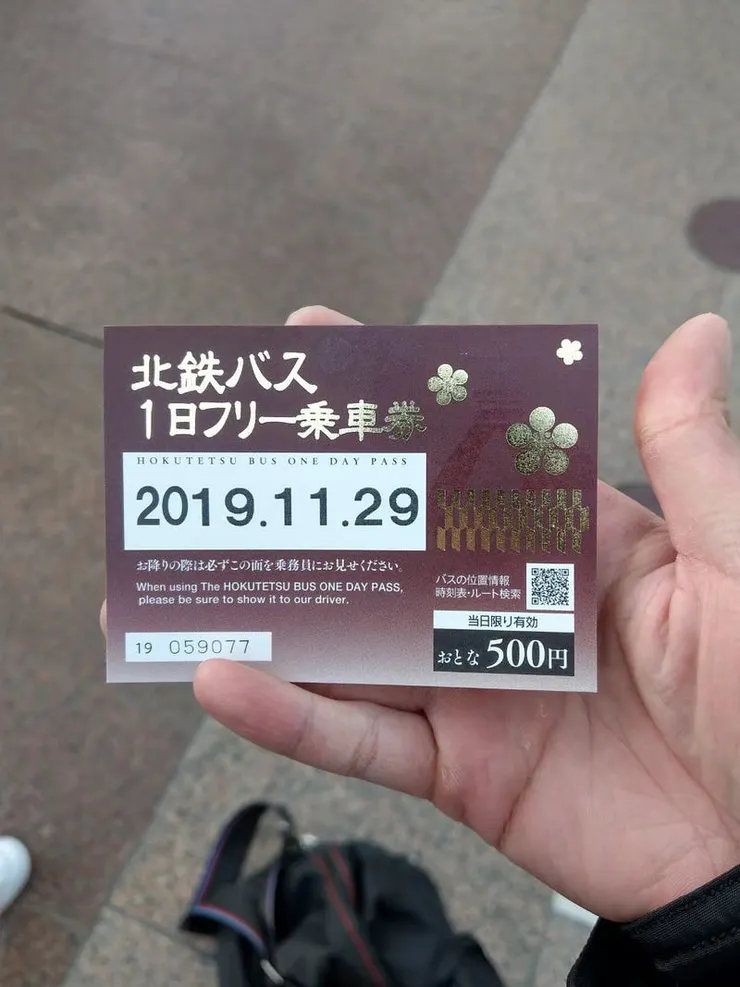 北鉄バス
1日フリー乗車券
HOKUTETSU BUS ONE DAY PASS
2019.11.29
お降りの際は必ずこの面を乗務員にお見せください。
When using The HOKUTETSU BUS ONE DAY PASS,
please be sure to show it to our driver.
19 059077
バスの位置情報
時刻表・ルート検索
当日限り有効
おとな 500円